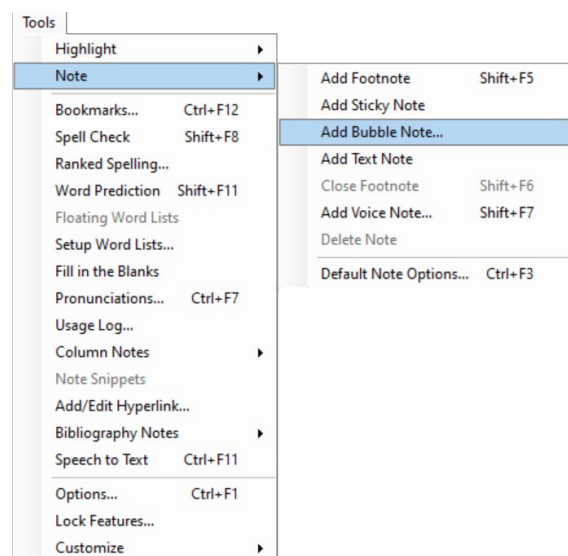 Tools
Highlight
Note
Bookmarks... Ctrl+F12
Spell Check Shift+F8
Ranked Spelling...
Word Prediction Shift+F11
Floating Word Lists
Setup Word Lists...
Fill in the Blanks
Pronunciations... Ctrl+F7
Usage Log...
Column Notes
Note Snippets
Add/Edit Hyperlink...
Bibliography Notes
Speech to Text Ctrl+F11
Options... Ctrl+F1
Lock Features...
Customize
Add Footnote Shift+F5
Add Sticky Note
Add Bubble Note...
Add Text Note
Close Footnote Shift+F6
Add Voice Note... Shift+F7
Delete Note
Default Note Options... Ctrl+F3